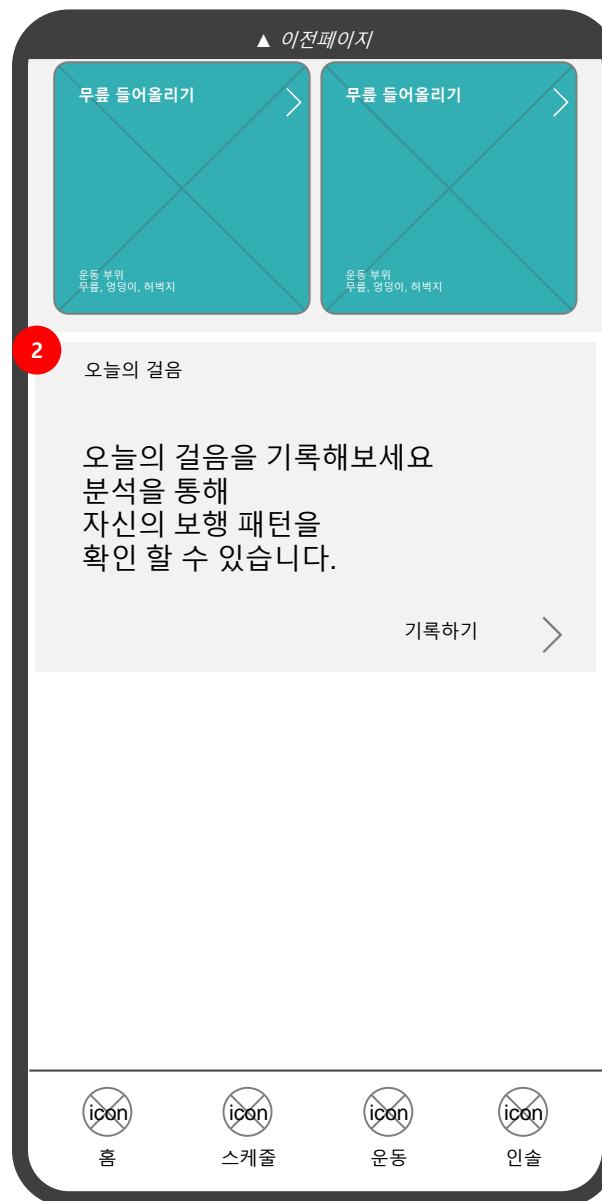 ▲ 이전페이지
무릎 들어올리기
무릎 들어올리기
운동 부위
무릎, 엉덩이, 허벅지
운동 부위
무릎, 엉덩이, 허벅지
2
오늘의 걸음
오늘의 걸음을 기록해보세요
분석을 통해
자신의 보행 패턴을
확인 할 수 있습니다.
기록하기
icon
icon
icon
icon
홈
스케줄
운동
인솔